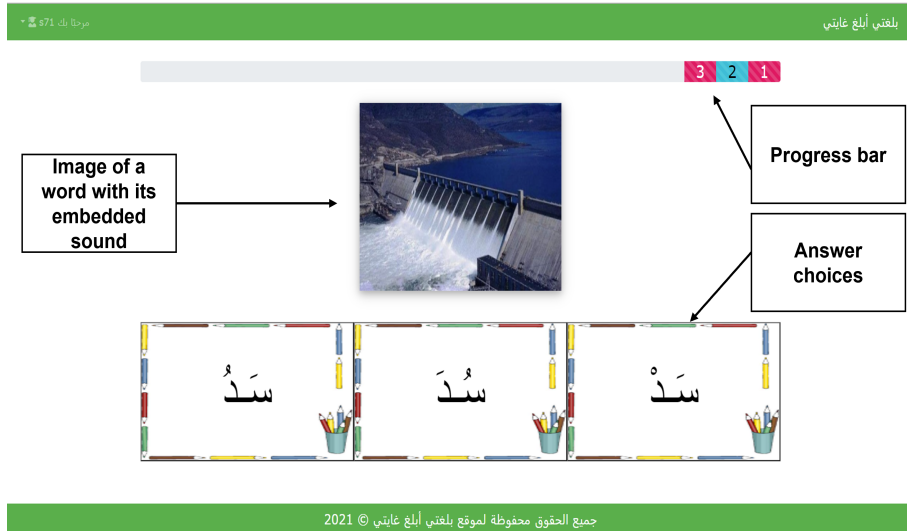 بلغتي أبلغ غايتي
مرحبًا بك s71
1 2 3
Progress bar
Image of a
word with its
embedded
sound
Answer
choices
سَـدْ
سُـدَ
سَـدُ
جميع الحقوق محفوظة لموقع بلغتي أبلغ غايتي © 2021